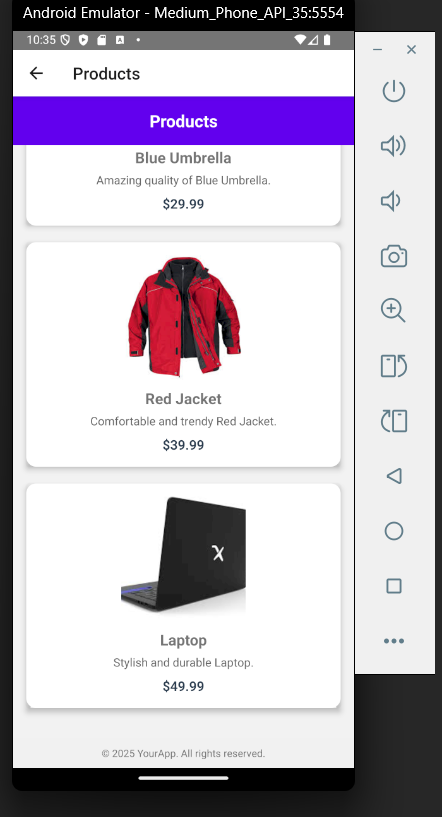 Android Emulator - Medium_Phone_API_35:5554
10:35
Products
Products
Blue Umbrella
Amazing quality of Blue Umbrella.
$29.99
Red Jacket
Comfortable and trendy Red Jacket.
$39.99
Laptop
Stylish and durable Laptop.
$49.99
© 2025 YourApp. All rights reserved.